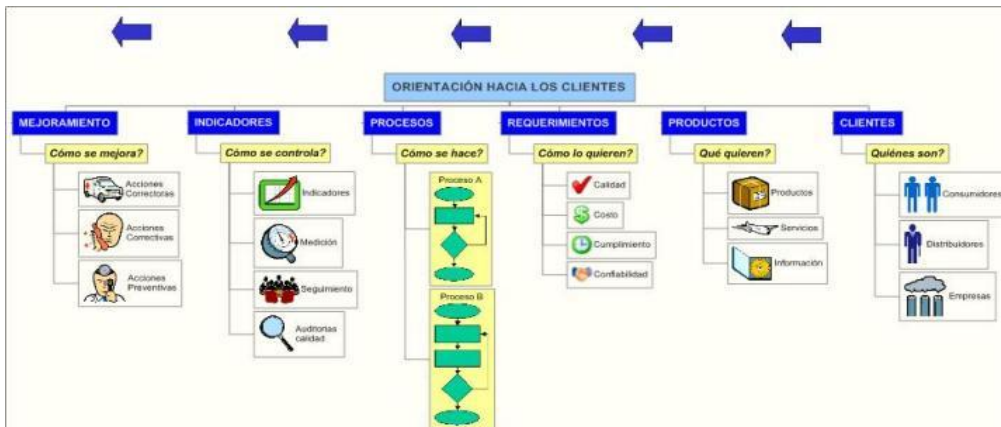 ORIENTACIÓN HACIA LOS CLIENTES
MEJORAMIENTO
Cómo se mejora?
Acciones
Correctoras
Acciones
Correctivas
Acciones
Preventivas
INDICADORES
Cómo se controla?
Indicadores
Medición
Seguimiento
Auditorias
calidad
PROCESOS
Cómo se hace?
Proceso A
Proceso B
REQUERIMIENTOS
Cómo lo quieren?
Calidad
Costo
Cumplimiento
Confiabilidad
PRODUCTOS
Qué quieren?
Productos
Servicios
Información
CLIENTES
Quiénes son?
Consumidores
Distribuidores
Empresas